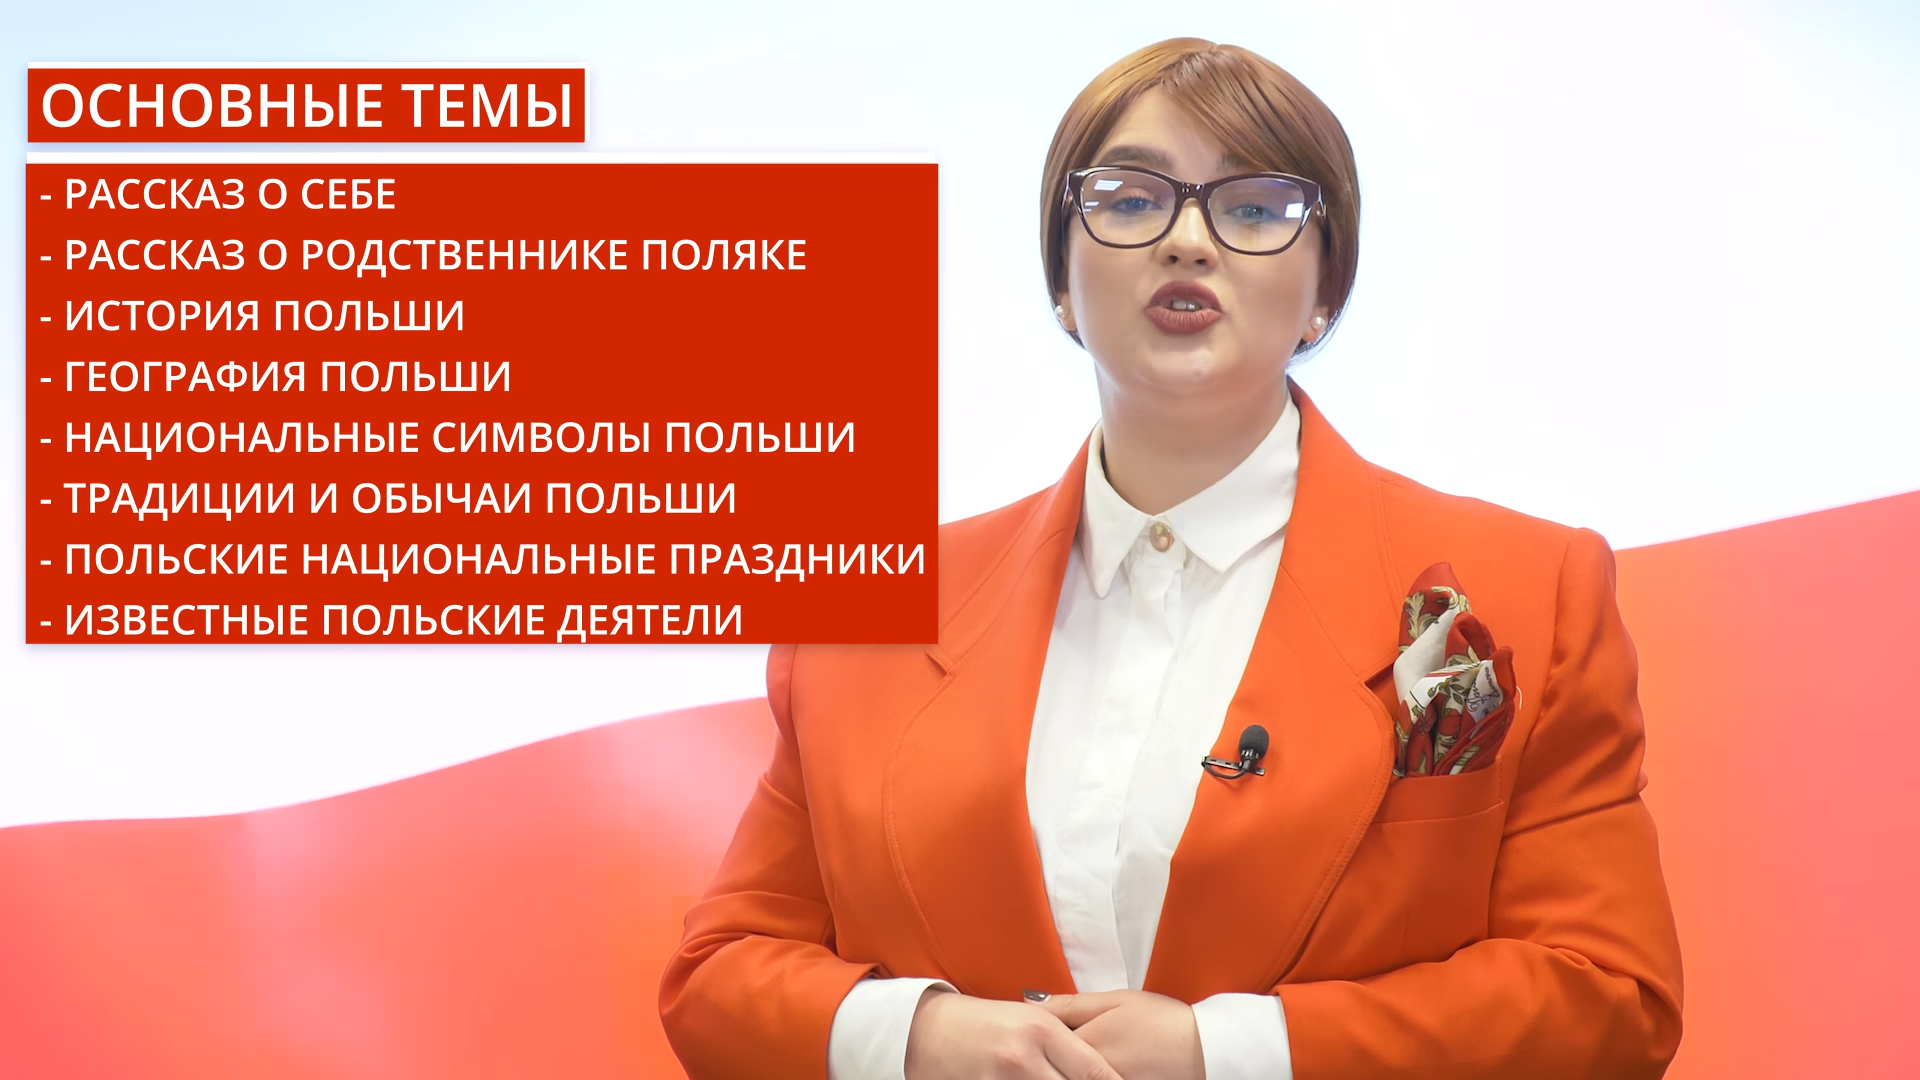 ОСНОВНЫЕ ТЕМЫ
- РАССКАЗ О СЕБЕ
- РАССКАЗ О РОДСТВЕННИКЕ ПОЛЯКЕ
- ИСТОРИЯ ПОЛЬШИ
- ГЕОГРАФИЯ ПОЛЬШИ
- НАЦИОНАЛЬНЫЕ СИМВОЛЫ ПОЛЬШИ
- ТРАДИЦИИ И ОБЫЧАИ ПОЛЬШИ
- ПОЛЬСКИЕ НАЦИОНАЛЬНЫЕ ПРАЗДНИКИ
- ИЗВЕСТНЫЕ ПОЛЬСКИЕ ДЕЯТЕЛИ